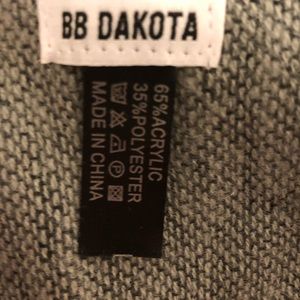 BB DAKOTA
65%ACRYLIC
35%POLYESTER
MADE IN CHINA